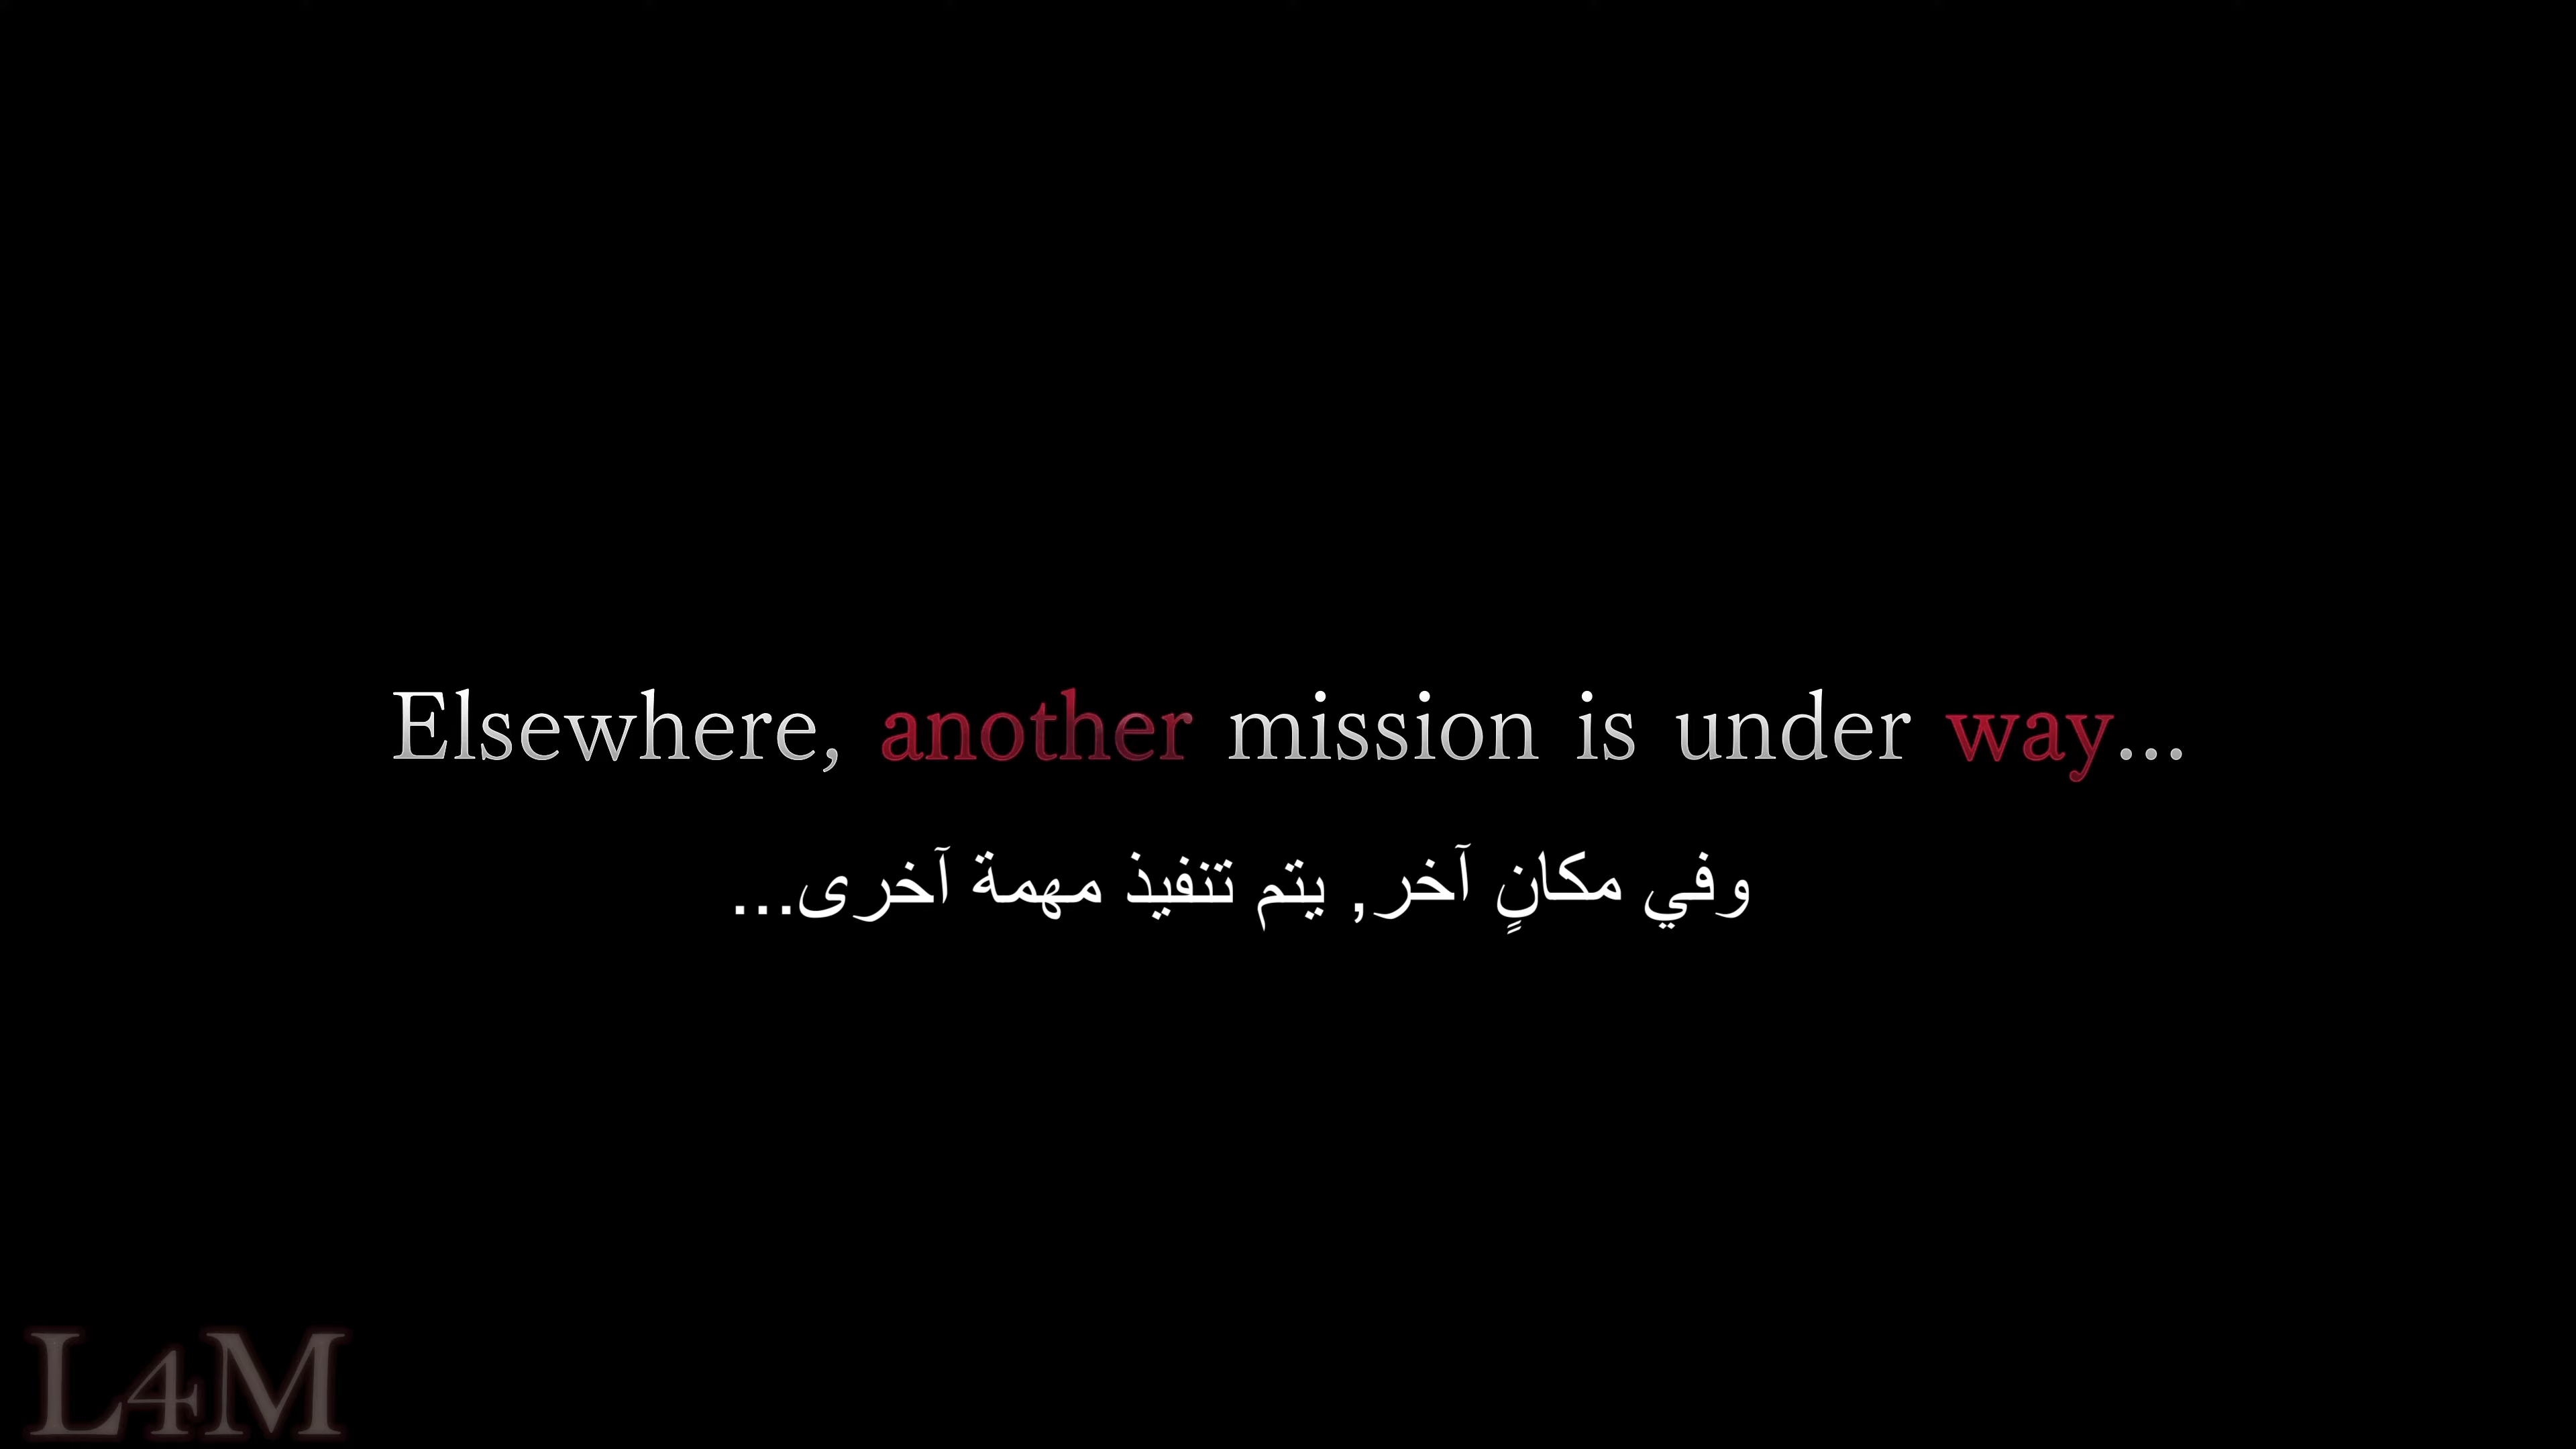 Elsewhere, another mission is under way...
وفي مكانٍ آخر, يتم تنفيذ مهمة آخرى...
L4M